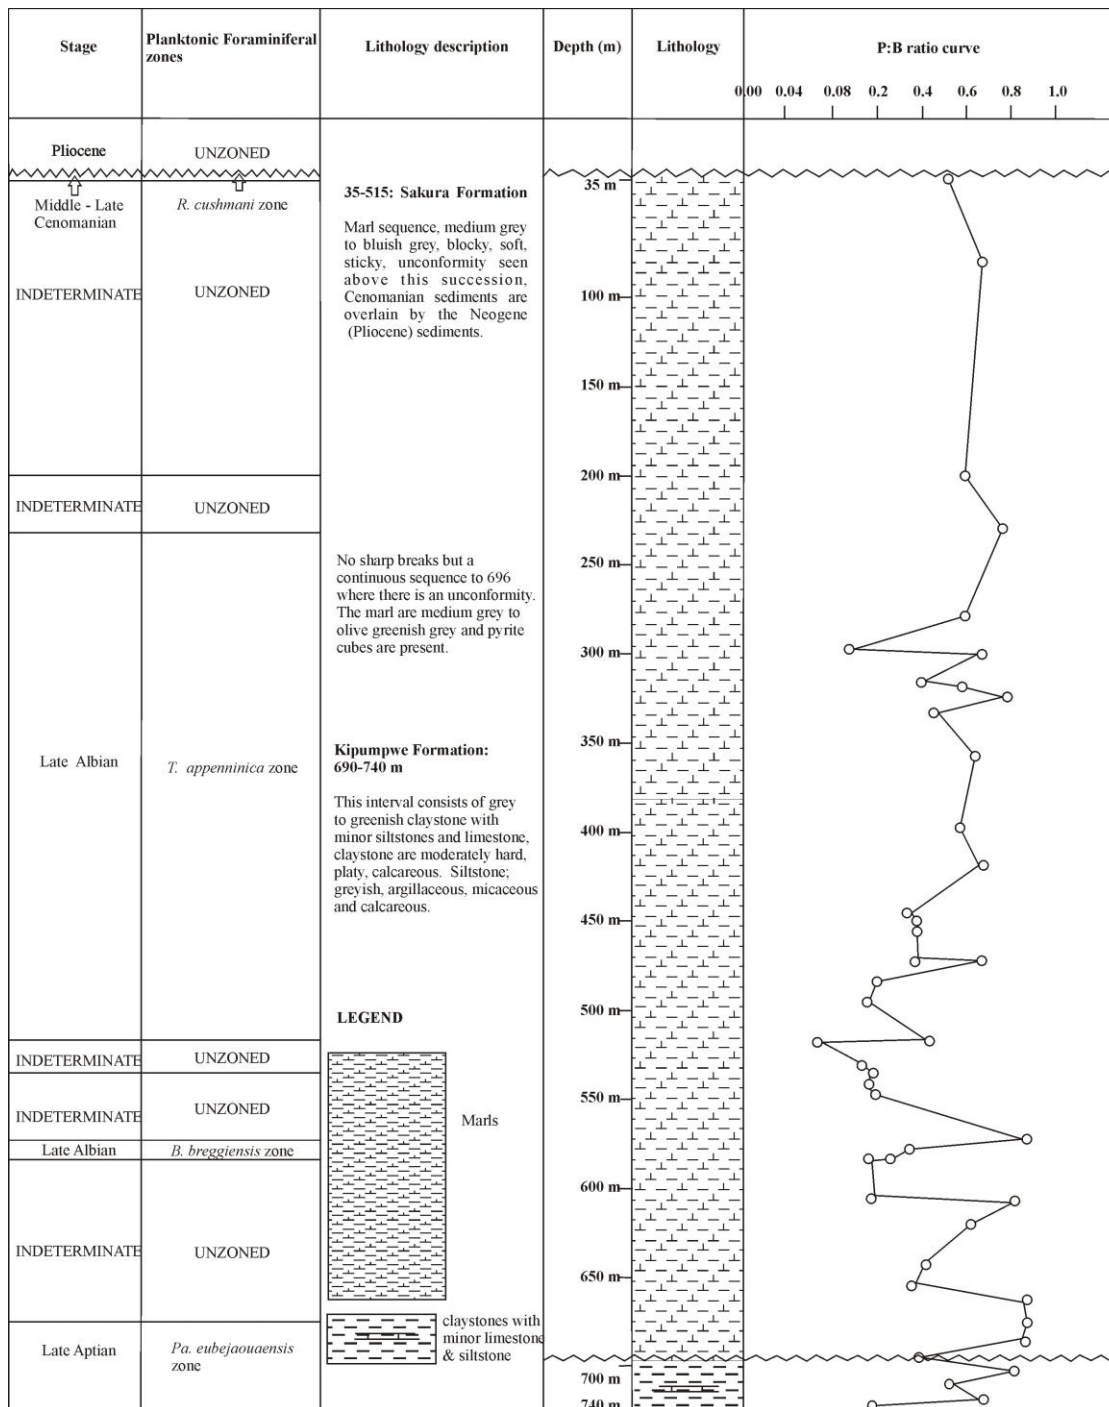 Stage
Planktonic Foraminiferal
zones
Lithology description
Depth (m)
Lithology
P:B ratio curve
0.00 0.04 0.08 0.2 0.4 0.6 0.8 1.0
Pliocene
UNZONED
Middle - Late
Cenomanian
R. cushmani zone
INDETERMINATE
UNZONED
INDETERMINATE
UNZONED
Late Albian
T. appenninica zone
INDETERMINATE
UNZONED
INDETERMINATE
UNZONED
Late Albian
B. breggiensis zone
INDETERMINATE
UNZONED
Late Aptian
Pa. eubejaouaensis
zone
35-515: Sakura Formation
Marl sequence, medium grey
to bluish grey, blocky, soft,
sticky, unconformity seen
above this succession,
Cenomanian sediments are
overlain by the Neogene
(Pliocene) sediments.
No sharp breaks but a
continuous sequence to 696
where there is an unconformity.
The marl are medium grey to
olive greenish grey and pyrite
cubes are present.
Kipumpwe Formation:
690-740 m
This interval consists of grey
to greenish claystone with
minor siltstones and limestone,
claystone are moderately hard,
platy, calcareous. Siltstone;
greyish, argillaceous, micaceous
and calcareous.
LEGEND
Marls
claystones with
minor limestone
& siltstone
35 m
100 m
150 m
200 m
250 m
300 m
350 m
400 m
450 m
500 m
550 m
600 m
650 m
700 m
740 m